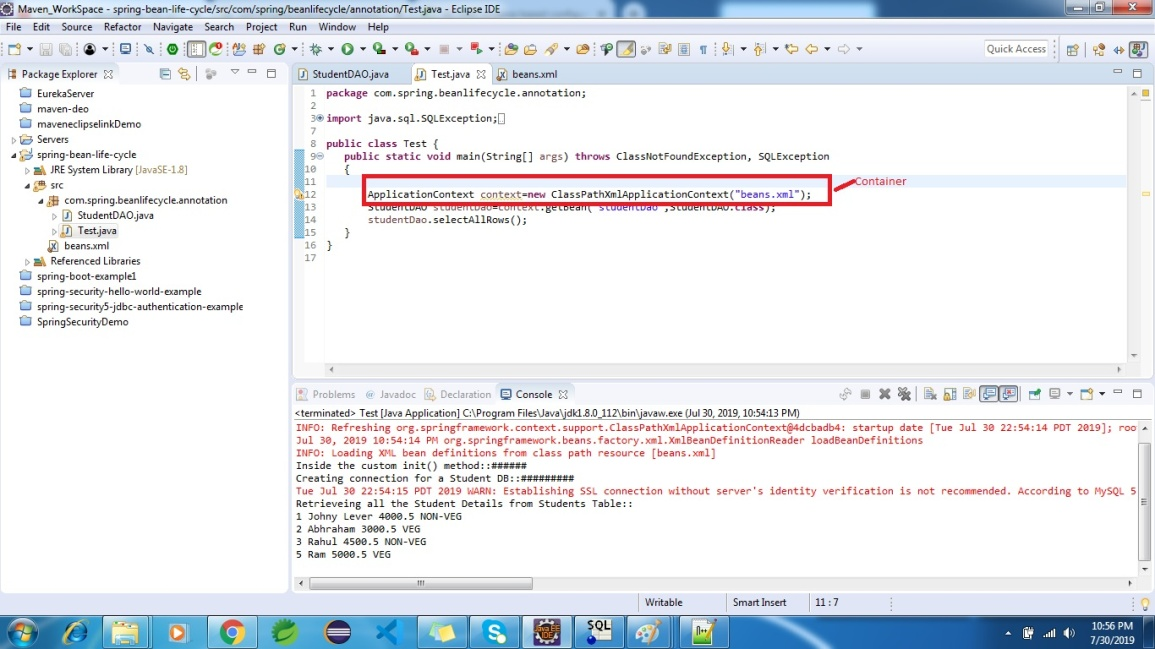 Maven_WorkSpace - spring-bean-life-cycle/src/com/spring/beanlifecycle/annotation/Test.java - Eclipse IDE
File Edit Source Refactor Navigate Search Project Run Window Help
Quick Access
Package Explorer
EurekaServer
maven-deo
maveneclipselinkDemo
Servers
spring-bean-life-cycle
JRE System Library [JavaSE-1.8]
src
com.spring.beanlifecycle.annotation
StudentDAO.java
Test.java
beans.xml
Referenced Libraries
spring-boot-example1
spring-security-hello-world-example
spring-security5-jdbc-authentication-example
SpringSecurityDemo
StudentDAO.java Test.java beans.xml
1 package com.spring.beanlifecycle.annotation;
2
3 import java.sql.SQLException;
7
8 public class Test {
9 public static void main(String[] args) throws ClassNotFoundException, SQLException
10 {
11
12 ApplicationContext context=new ClassPathXmlApplicationContext("beans.xml");
Container
13 StudentDAO studentDao=context.getBean("studentDao",StudentDAO.class);
14 studentDao.selectAllRows();
15 }
16 }
17
Problems @ Javadoc Declaration Console
<terminated> Test [Java Application] C:\Program Files\Java\jdk1.8.0_112\bin\javaw.exe (Jul 30, 2019, 10:54:13 PM)
INFO: Refreshing org.springframework.context.support.ClassPathXmlApplicationContext@4dcbadb4: startup date [Tue Jul 30 22:54:14 PDT 2019]; roo
Jul 30, 2019 10:54:14 PM org.springframework.beans.factory.xml.XmlBeanDefinitionReader loadBeanDefinitions
INFO: Loading XML bean definitions from class path resource [beans.xml]
Inside the custom init() method::######
Creating connection for a Student DB::#########
Tue Jul 30 22:54:15 PDT 2019 WARN: Establishing SSL connection without server's identity verification is not recommended. According to MySQL 5
Retrieveing all the Student Details from Students Table::
1 Johny Lever 4000.5 NON-VEG
2 Abhraham 3000.5 VEG
3 Rahul 4500.5 NON-VEG
5 Ram 5000.5 VEG
Writable Smart Insert 11 : 7
Java EE IDE
SQL
10:56 PM
7/30/2019